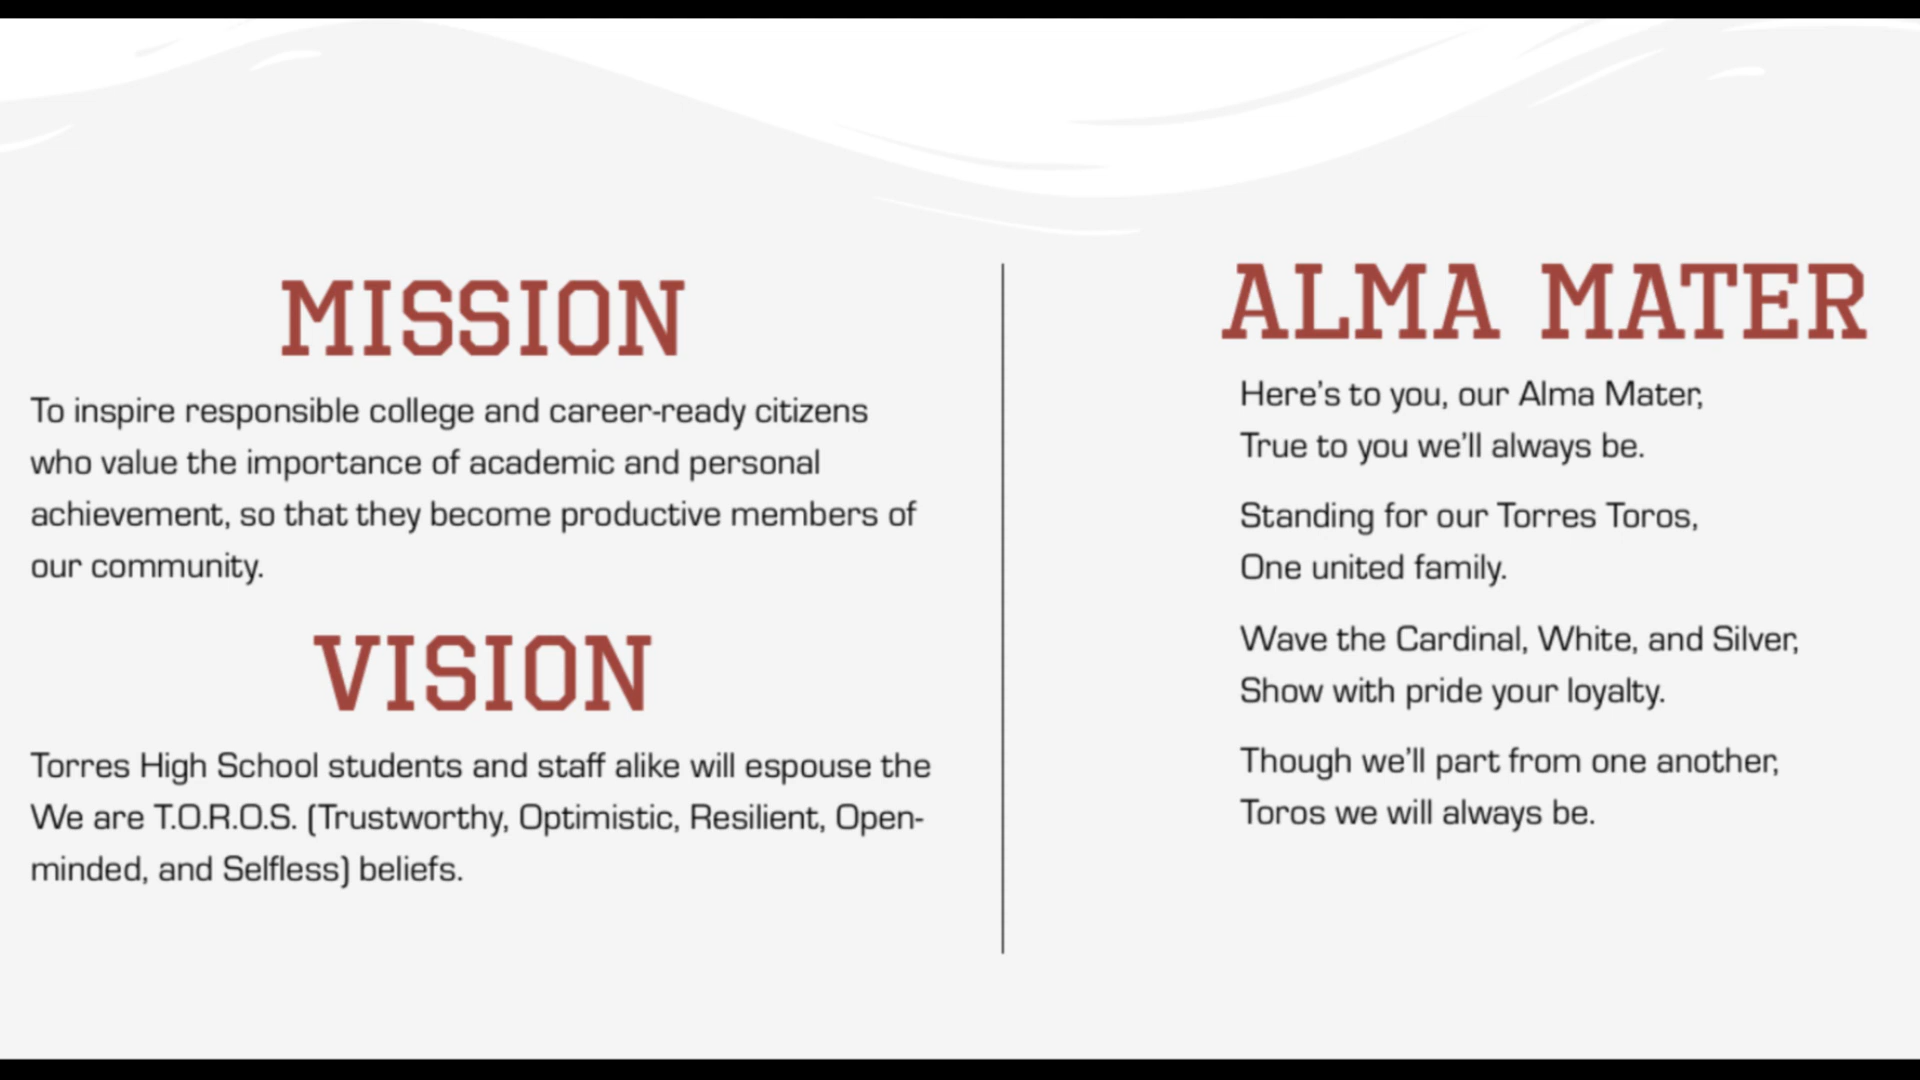 MISSION
To inspire responsible college and career-ready citizens
who value the importance of academic and personal
achievement, so that they become productive members of
our community.
VISION
Torres High School students and staff alike will espouse the
We are T.O.R.O.S. (Trustworthy, Optimistic, Resilient, Open-
minded, and Selfless) beliefs.
ALMA MATER
Here's to you, our Alma Mater,
True to you we'll always be.
Standing for our Torres Toros,
One united family.
Wave the Cardinal, White, and Silver,
Show with pride your loyalty.
Though we'll part from one another,
Toros we will always be.